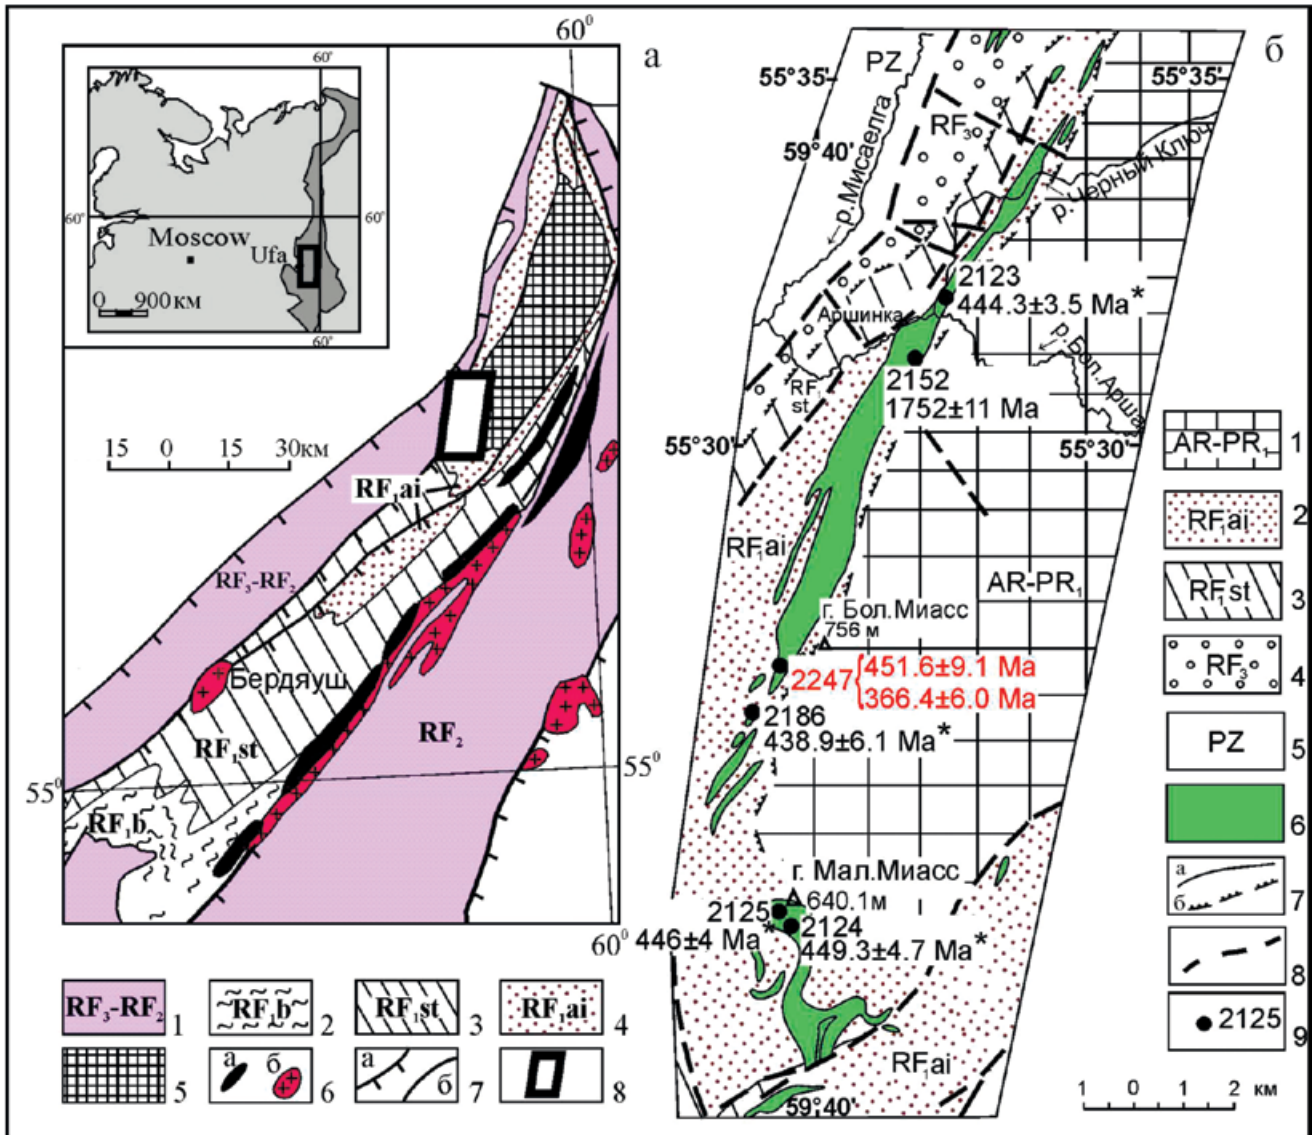 60⁰
а
60°
60°
60°
Moscow
Ufa
0 900 км
60°
15 0 15 30км
RF₁ai
RF₃-RF₂
Бердяуш
RF₁st
RF₂
55⁰
55⁰
RF₁b
60⁰
RF₃-RF₂ 1
RF₁b 2
RF₁st 3
RF₁ai 4
5
а б 6
а б 7
8
б
PZ
55°35'
55°35'
59°40'
RF₃
р.Мисаелга
р.Черный Ключ
2123
444.3±3.5 Ma*
Аршинка
р.Бол.Арша
2152
1752±11 Ma
RF₁st
55°30'
55°30'
RF₁ai
AR-PR₁
г. Бол.Миасс
756 м
2247 451.6±9.1 Ma
366.4±6.0 Ma
2186
438.9±6.1 Ma*
г. Мал.Миасс
640.1м
2125
2124
446±4 Ma*
449.3±4.7 Ma*
RF₁ai
59°40'
AR-PR₁ 1
RF₁ai 2
RF₁st 3
RF₃ 4
PZ 5
6
а
б 7
8
2125 9
1 0 1 2 км